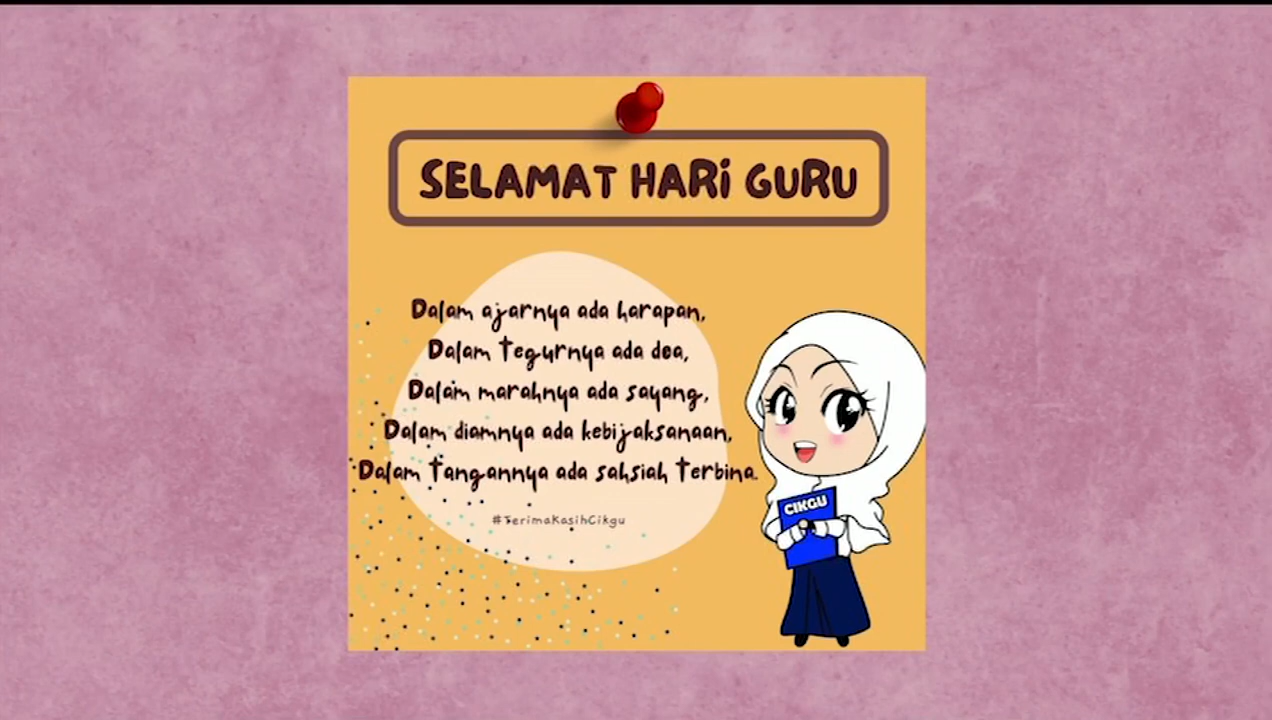 SELAMAT HARI GURU
Dalam ajarnya ada harapan,
Dalam tegurnya ada doa,
Dalam marahnya ada sayang,
Dalam diamnya ada kebijaksanaan,
Dalam tangannya ada sahsiah terbina.
CIKGU
#TerimaKasihCikgu